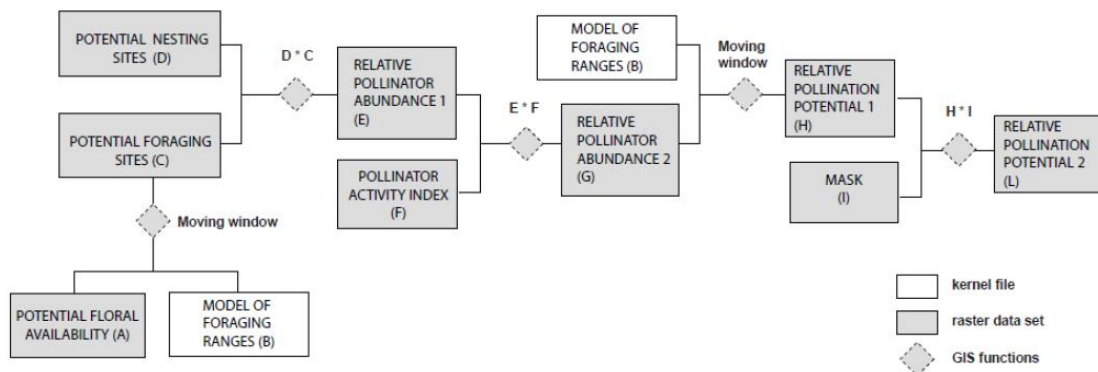 POTENTIAL NESTING
SITES (D)
D * C
POTENTIAL FORAGING
SITES (C)
Moving window
POTENTIAL FLORAL
AVAILABILITY (A)
MODEL OF
FORAGING
RANGES (B)
RELATIVE
POLLINATOR
ABUNDANCE 1
(E)
E * F
POLLINATOR
ACTIVITY INDEX
(F)
RELATIVE
POLLINATOR
ABUNDANCE 2
(G)
MODEL OF
FORAGING
RANGES (B)
Moving
window
RELATIVE
POLLINATION
POTENTIAL 1
(H)
H * I
MASK
(I)
RELATIVE
POLLINATION
POTENTIAL 2
(L)
kernel file
raster data set
GIS functions